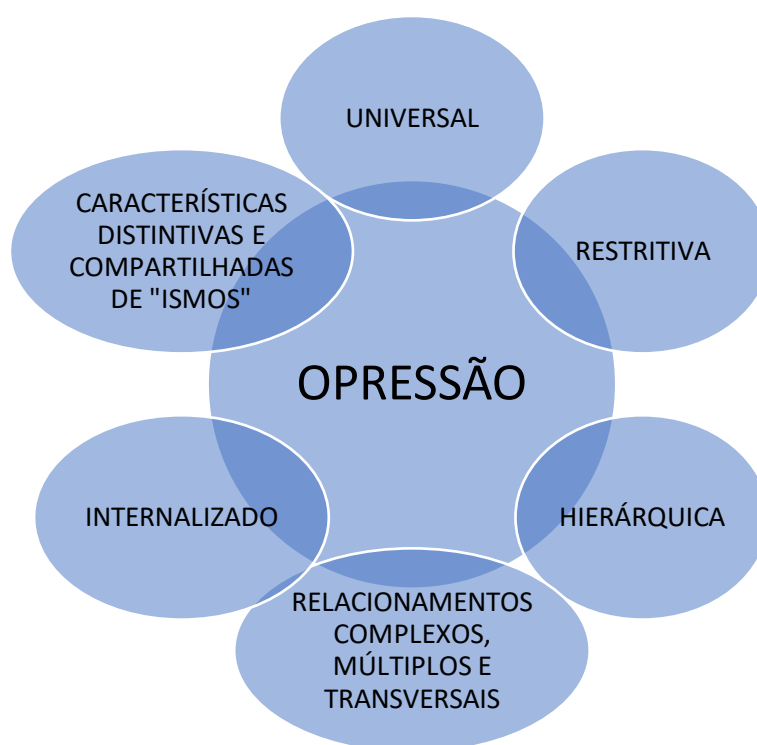 UNIVERSAL
CARACTERÍSTICAS
DISTINTIVAS E
COMPARTILHADAS
DE "ISMOS"
RESTRITIVA
OPRESSÃO
INTERNALIZADO
HIERÁRQUICA
RELACIONAMENTOS
COMPLEXOS,
MÚLTIPLOS E
TRANSVERSAIS